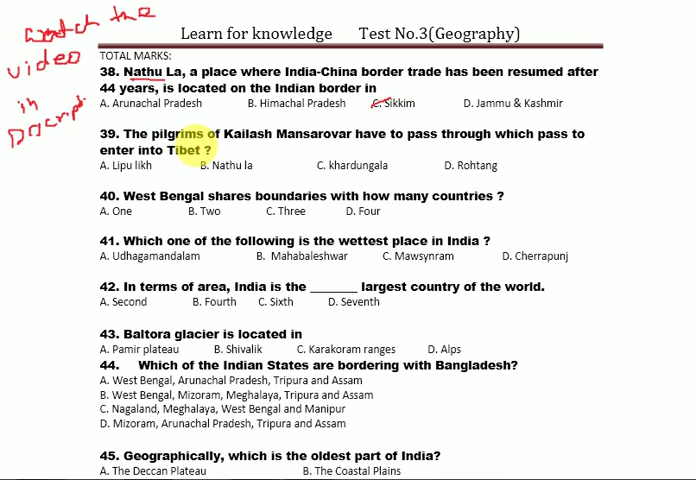 watch the
video
in
Learn for knowledge Test No.3(Geography)
TOTAL MARKS:
38. Nathu La, a place where India-China border trade has been resumed after
44 years, is located on the Indian border in
A. Arunachal Pradesh B. Himachal Pradesh C. Sikkim D. Jammu & Kashmir
39. The pilgrims of Kailash Mansarovar have to pass through which pass to
enter into Tibet ?
A. Lipu likh B. Nathu la C. khardungala D. Rohtang
40. West Bengal shares boundaries with how many countries ?
A. One B. Two C. Three D. Four
41. Which one of the following is the wettest place in India ?
A. Udhagamandalam B. Mahabaleshwar C. Mawsynram D. Cherrapunj
42. In terms of area, India is the _______ largest country of the world.
A. Second B. Fourth C. Sixth D. Seventh
43. Baltora glacier is located in
A. Pamir plateau B. Shivalik C. Karakoram ranges D. Alps
44. Which of the Indian States are bordering with Bangladesh?
A. West Bengal, Arunachal Pradesh, Tripura and Assam
B. West Bengal, Mizoram, Meghalaya, Tripura and Assam
C. Nagaland, Meghalaya, West Bengal and Manipur
D. Mizoram, Arunachal Pradesh, Tripura and Assam
45. Geographically, which is the oldest part of India?
A. The Deccan Plateau B. The Coastal Plains